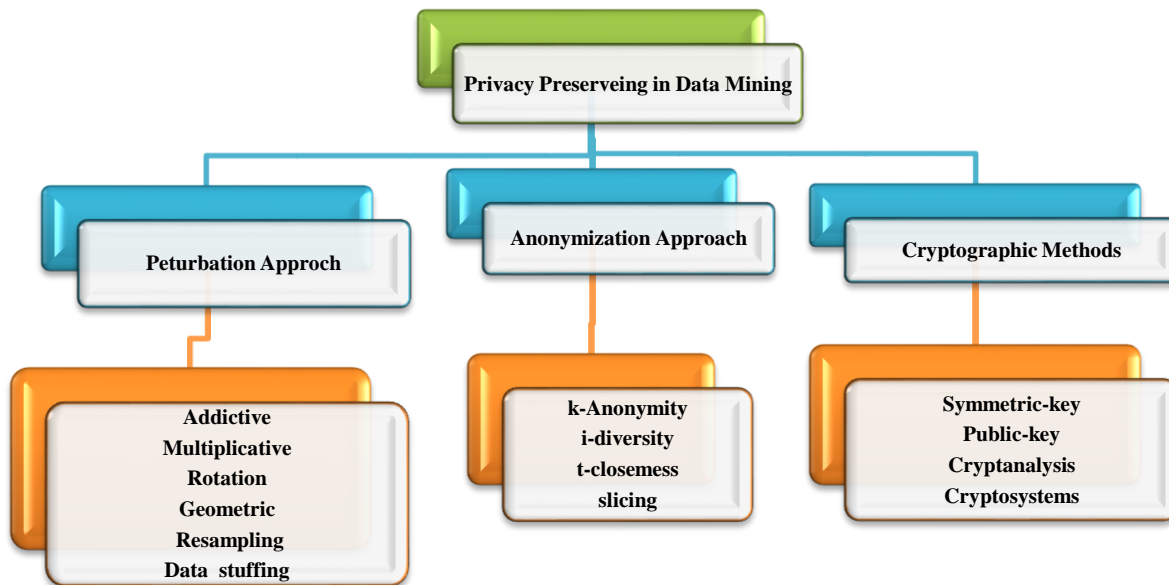 Privacy Preserveing in Data Mining
Peturbation Approch
Anonymization Approach
Cryptographic Methods
Addictive
Multiplicative
Rotation
Geometric
Resampling
Data stuffing
k-Anonymity
i-diversity
t-closemess
slicing
Symmetric-key
Public-key
Cryptanalysis
Cryptosystems